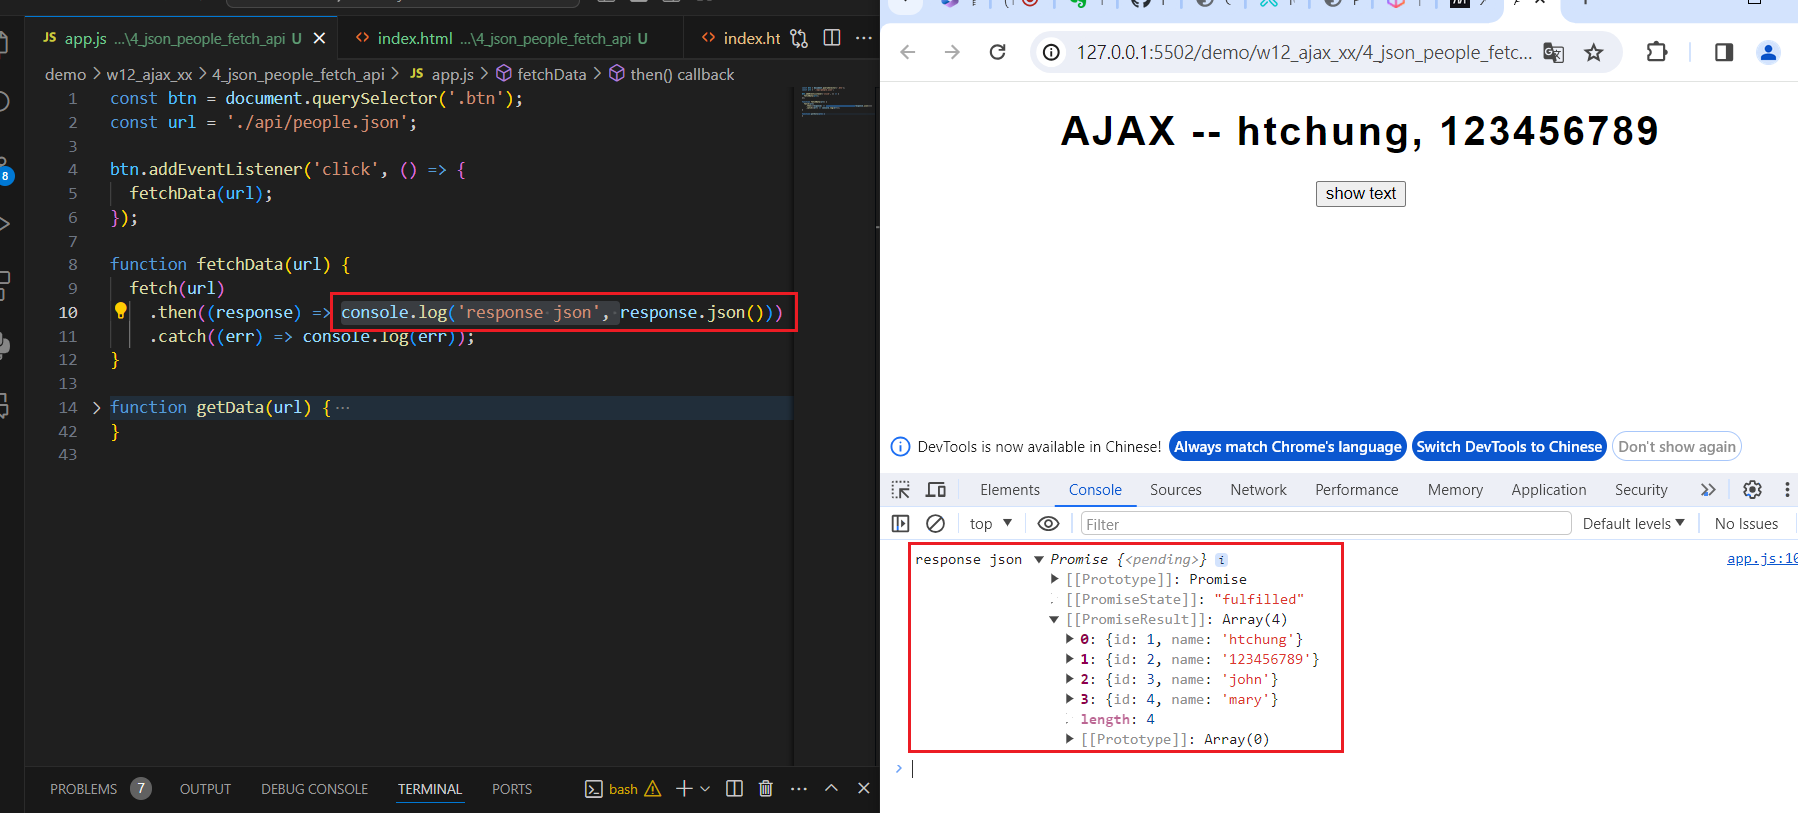 JS app.js ...\4_json_people_fetch_api U
<> index.html ...\4_json_people_fetch_api U
<> index.ht
demo > w12_ajax_xx > 4_json_people_fetch_api > JS app.js > fetchData > then() callback
1 const btn = document.querySelector('.btn');
2 const url = './api/people.json';
3
4 btn.addEventListener('click', () => {
5 fetchData(url);
6 });
7
8 function fetchData(url) {
9 fetch(url)
10 .then((response) => console.log('response json', response.json()))
11 .catch((err) => console.log(err));
12 }
13
14 function getData(url) { ...
42 }
43
8
PROBLEMS 7 OUTPUT DEBUG CONSOLE TERMINAL PORTS bash
127.0.0.1:5502/demo/w12_ajax_xx/4_json_people_fetc...
AJAX -- htchung, 123456789
show text
DevTools is now available in Chinese! Always match Chrome's language Switch DevTools to Chinese Don't show again
Elements Console Sources Network Performance Memory Application Security
top Filter Default levels No Issues
response json Promise {<pending>} i app.js:10
[[Prototype]]: Promise
[[PromiseState]]: "fulfilled"
[[PromiseResult]]: Array(4)
0: {id: 1, name: 'htchung'}
1: {id: 2, name: '123456789'}
2: {id: 3, name: 'john'}
3: {id: 4, name: 'mary'}
length: 4
[[Prototype]]: Array(0)